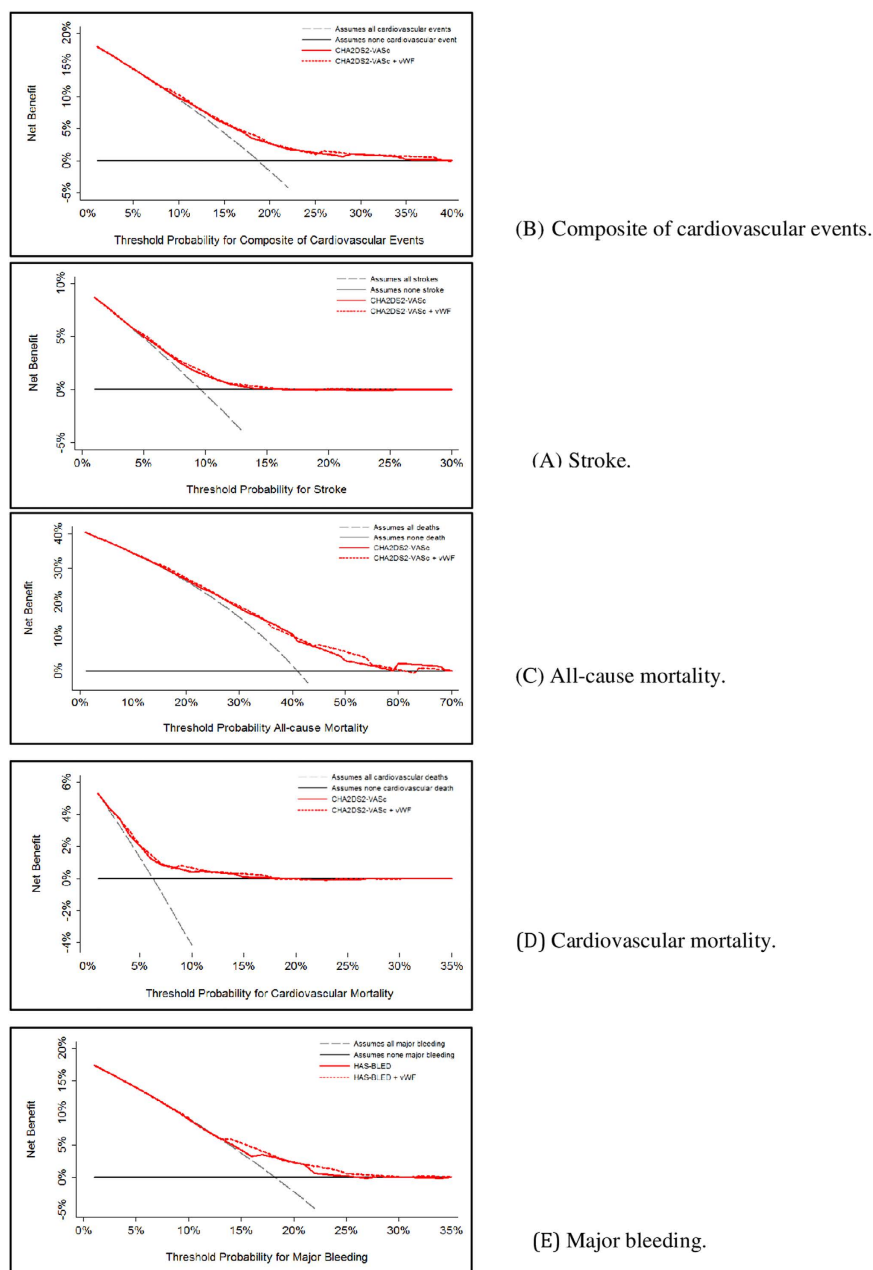 Assumes all cardiovascular events
Assumes none cardiovascular event
CHA2DS2-VASc
CHA2DS2-VASc + vWF
Net Benefit
20%
15%
10%
5%
0%
-5%
0% 5% 10% 15% 20% 25% 30% 35% 40%
Threshold Probability for Composite of Cardiovascular Events
(B) Composite of cardiovascular events.
Assumes all strokes
Assumes none stroke
CHA2DS2-VASc
CHA2DS2-VASc + vWF
Net Benefit
10%
5%
0%
-5%
0% 5% 10% 15% 20% 25% 30%
Threshold Probability for Stroke
(A) Stroke.
Assumes all deaths
Assumes none death
CHA2DS2-VASc
CHA2DS2-VASc + vWF
Net Benefit
40%
30%
20%
10%
0%
0% 10% 20% 30% 40% 50% 60% 70%
Threshold Probability All-cause Mortality
(C) All-cause mortality.
Assumes all cardiovascular deaths
Assumes none cardiovascular death
CHA2DS2-VASc
CHA2DS2-VASc + vWF
Net Benefit
6%
4%
2%
0%
-2%
-4%
0% 5% 10% 15% 20% 25% 30% 35%
Threshold Probability for Cardiovascular Mortality
(D) Cardiovascular mortality.
Assumes all major bleeding
Assumes none major bleeding
HAS-BLED
HAS-BLED + vWF
Net Benefit
20%
15%
10%
5%
0%
-5%
0% 5% 10% 15% 20% 25% 30% 35%
Threshold Probability for Major Bleeding
(E) Major bleeding.